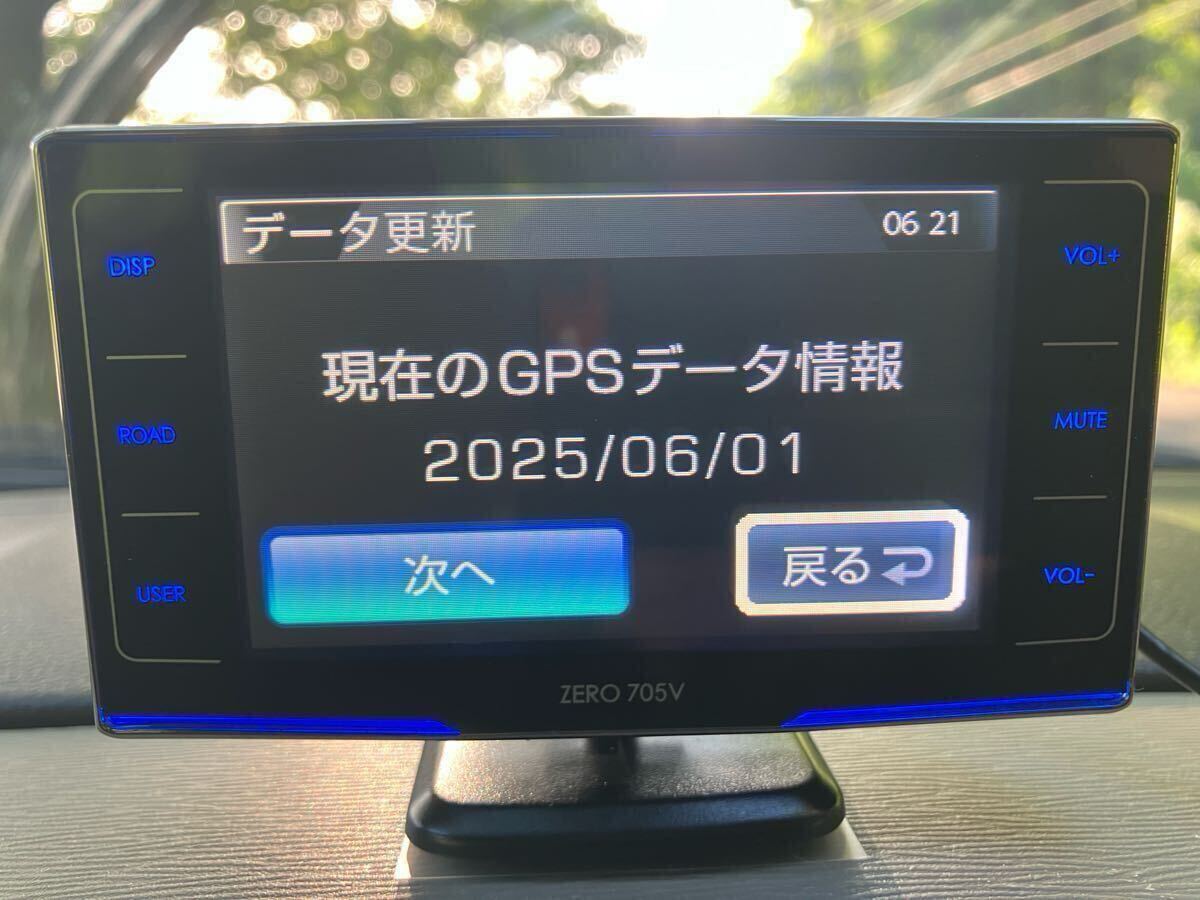 データ更新
06 21
DISP
VOL+
現在のGPSデータ情報
ROAD
MUTE
2025/06/01
次へ
戻る
USER
VOL-
ZERO 705V